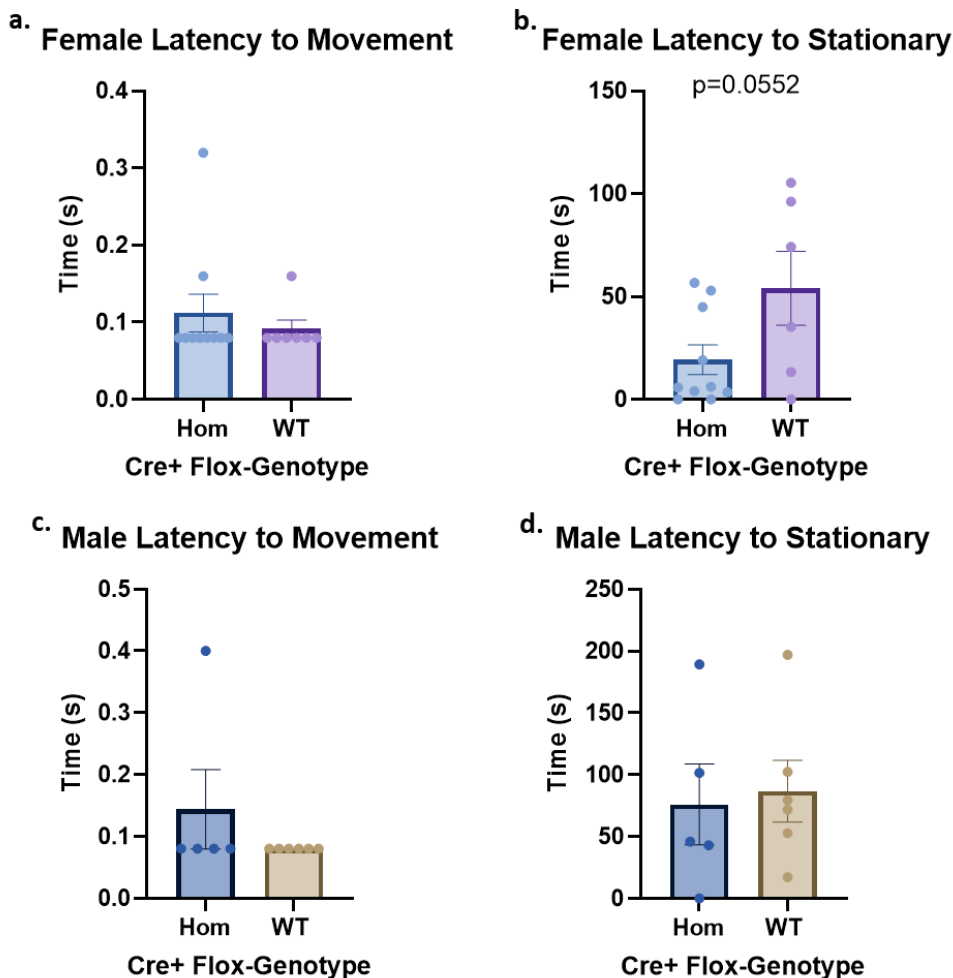 a.
Female Latency to Movement
Time (s)
0.4
0.3
0.2
0.1
0.0
Hom WT
Cre+ Flox-Genotype
b.
Female Latency to Stationary
p=0.0552
Time (s)
150
100
50
0
Hom WT
Cre+ Flox-Genotype
c.
Male Latency to Movement
Time (s)
0.5
0.4
0.3
0.2
0.1
0.0
Hom WT
Cre+ Flox-Genotype
d.
Male Latency to Stationary
Time (s)
250
200
150
100
50
0
Hom WT
Cre+ Flox-Genotype